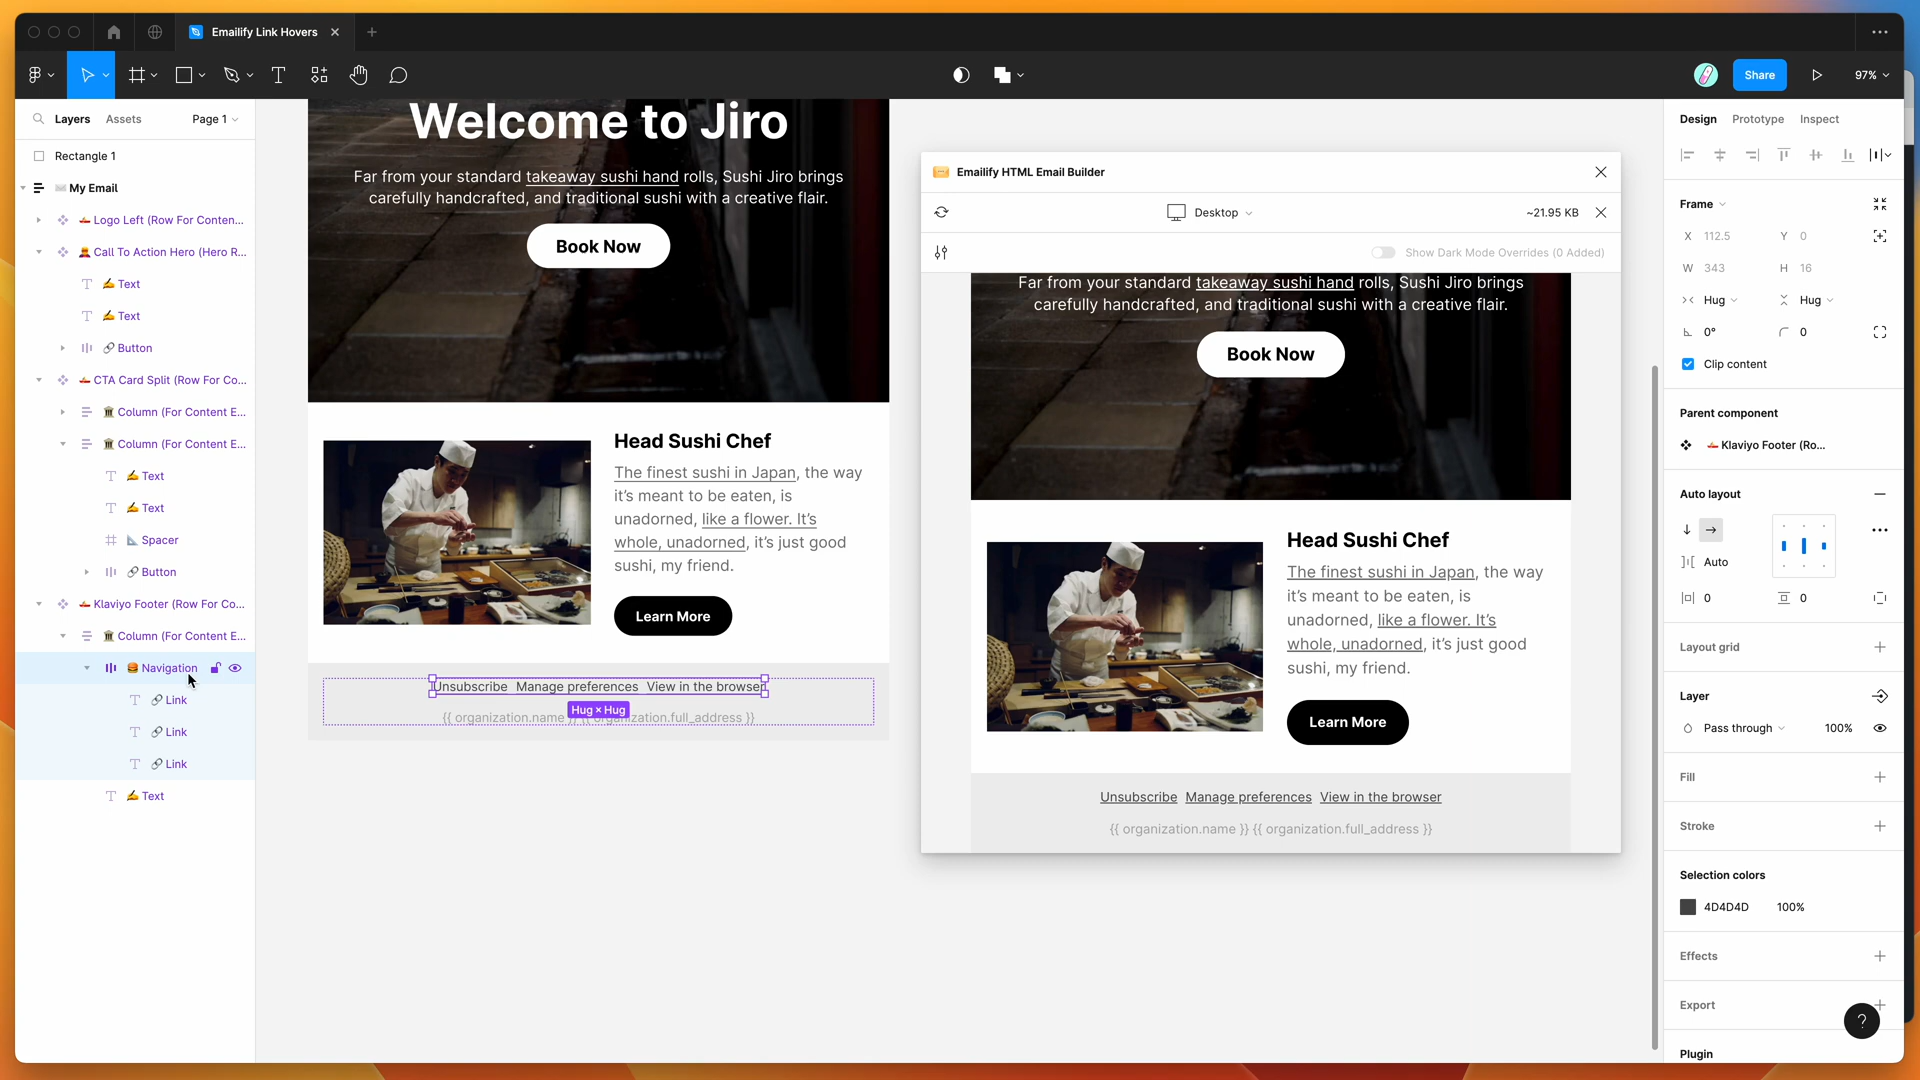 Emailify Link Hovers
Share
97%
Layers
Assets
Page 1
Rectangle 1
My Email
Logo Left (Row For Conten...
Call To Action Hero (Hero R...
Text
Text
Button
CTA Card Split (Row For Co...
Column (For Content E...
Column (For Content E...
Text
Text
Spacer
Button
Klaviyo Footer (Row For Co...
Column (For Content E...
Navigation
Link
Link
Link
Text
Welcome to Jiro
Far from your standard takeaway sushi hand rolls, Sushi Jiro brings
carefully handcrafted, and traditional sushi with a creative flair.
Book Now
Head Sushi Chef
The finest sushi in Japan, the way
it's meant to be eaten, is
unadorned, like a flower. It's
whole, unadorned, it's just good
sushi, my friend.
Learn More
Unsubscribe Manage preferences View in the browser
Hug × Hug
{{ organization.name }} {{ organization.full_address }}
Emailify HTML Email Builder
Desktop
~21.95 KB
Show Dark Mode Overrides (0 Added)
Far from your standard takeaway sushi hand rolls, Sushi Jiro brings
carefully handcrafted, and traditional sushi with a creative flair.
Book Now
Head Sushi Chef
The finest sushi in Japan, the way
it's meant to be eaten, is
unadorned, like a flower. It's
whole, unadorned, it's just good
sushi, my friend.
Learn More
Unsubscribe Manage preferences View in the browser
{{ organization.name }} {{ organization.full_address }}
Design
Prototype
Inspect
Frame
X 112.5
Y 0
W 343
H 16
Hug
Hug
0°
0
Clip content
Parent component
Klaviyo Footer (Ro...
Auto layout
Auto
0
0
Layout grid
Layer
Pass through
100%
Fill
Stroke
Selection colors
4D4D4D
100%
Effects
Export
?
Plugin